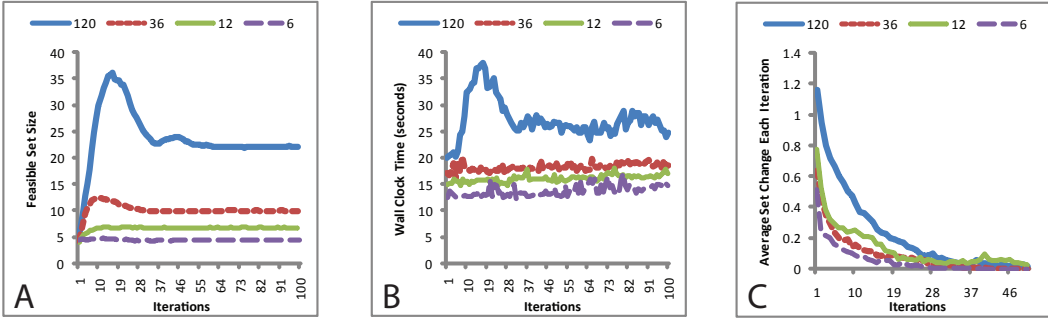 120 36 12 6
Feasible Set Size
40
35
30
25
20
15
10
5
0
1 10 19 28 37 46 55 64 73 82 91 100
Iterations
A
120 36 12 6
Wall Clock Time (seconds)
40
35
30
25
20
15
10
5
0
1 10 19 28 37 46 55 64 73 82 91 100
Iterations
B
120 36 12 6
Average Set Change Each Iteration
1.4
1.2
1
0.8
0.6
0.4
0.2
0
1 10 19 28 37 46
Iterations
C